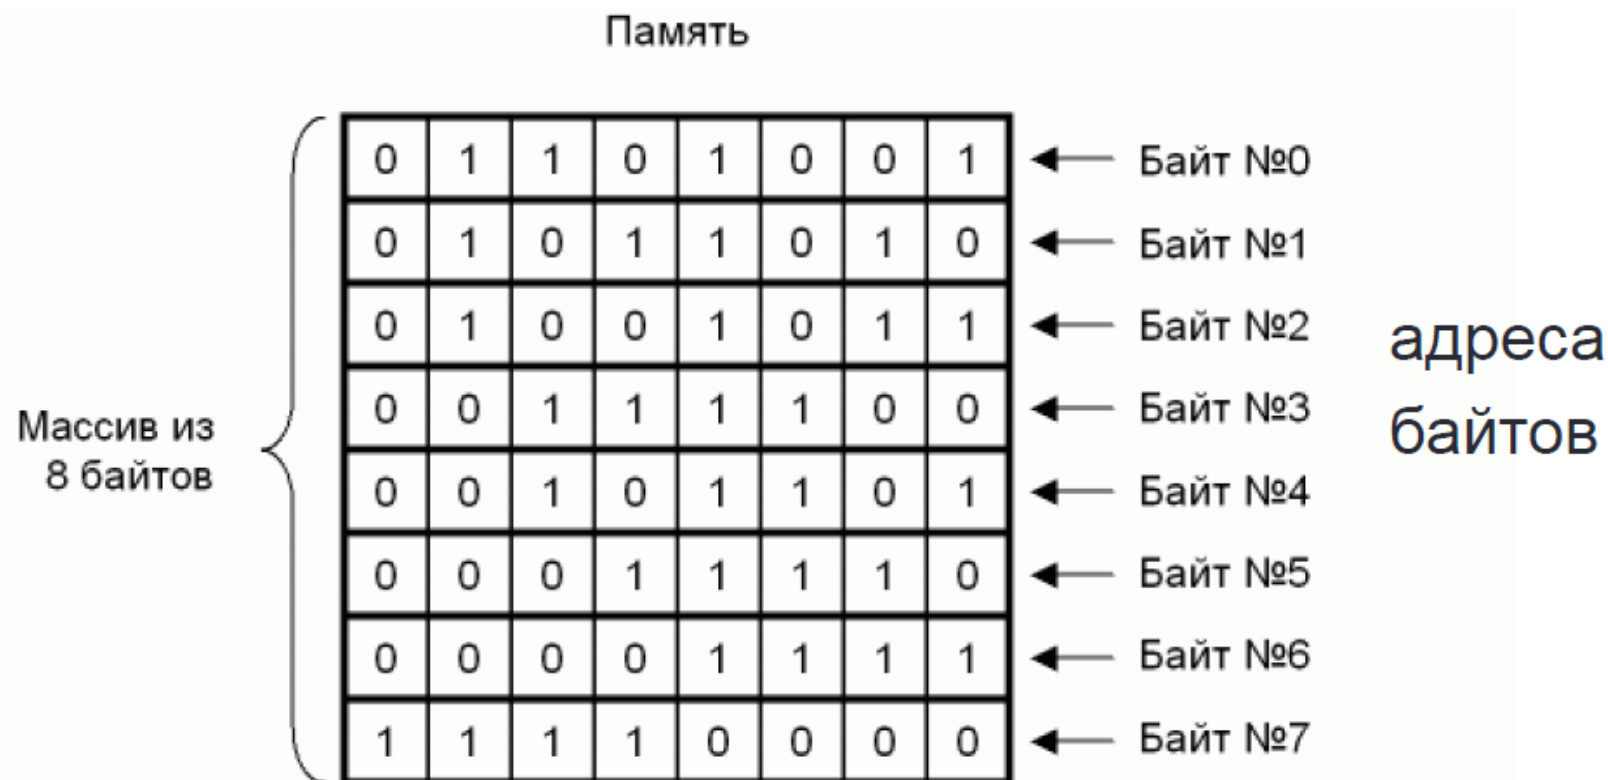 Память
0 1 1 0 1 0 0 1 Байт №0
0 1 0 1 1 0 1 0 Байт №1
0 1 0 0 1 0 1 1 Байт №2
0 0 1 1 1 1 0 0 Байт №3
0 0 1 0 1 1 0 1 Байт №4
0 0 0 1 1 1 1 0 Байт №5
0 0 0 0 1 1 1 1 Байт №6
1 1 1 1 0 0 0 0 Байт №7
Массив из
8 байтов
адреса
байтов